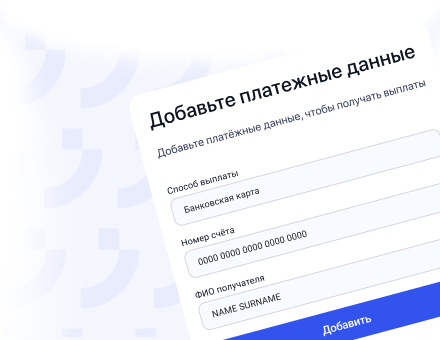 Добавьте платежные данные
Добавьте платёжные данные, чтобы получать выплаты
Способ выплаты
Банковская карта
Номер счёта
0000 0000 0000 0000 0000
ФИО получателя
NAME SURNAME
Добавить